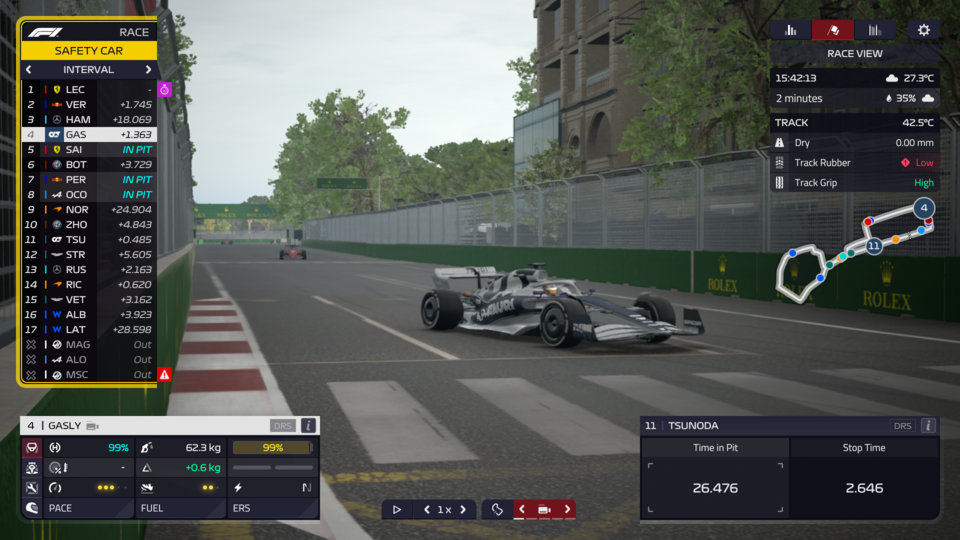 F1 RACE
SAFETY CAR
INTERVAL
1 LEC -
2 VER +1.745
3 HAM +18.069
4 GAS +1.363
5 SAI IN PIT
6 BOT +3.729
7 PER IN PIT
8 OCO IN PIT
9 NOR +24.904
10 ZHO +4.843
11 TSU +0.485
12 STR +5.605
13 RUS +2.163
14 RIC +0.620
15 VET +3.162
16 ALB +3.923
17 LAT +28.598
MAG Out
ALO Out
MSC Out
RACE VIEW
15:42:13 27.3°C
2 minutes 35%
TRACK 42.5°C
Dry 0.00 mm
Track Rubber Low
Track Grip High
4
11
ROLEX
ROLEX
ROLEX
4 GASLY DRS i
H 99% 62.3 kg 99%
- +0.6 kg
N
PACE FUEL ERS
1x
11 TSUNODA DRS i
Time in Pit Stop Time
26.476 2.646